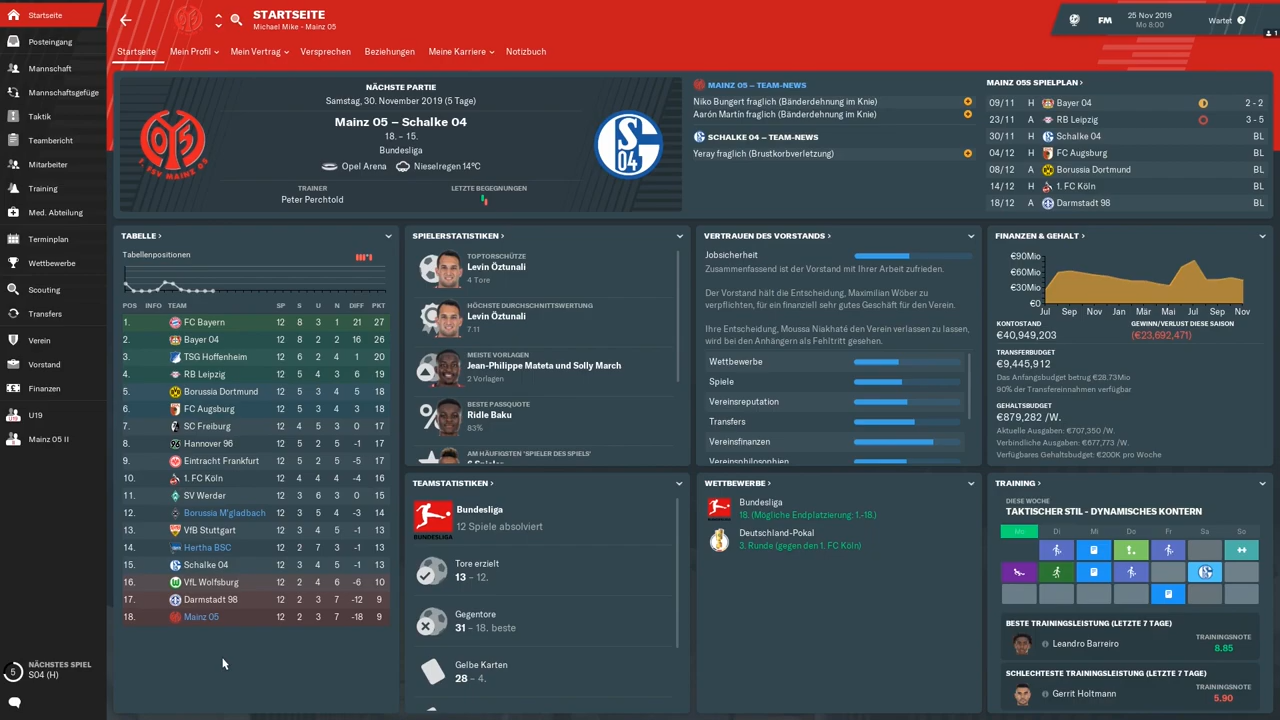 Startseite
Posteingang
Mannschaft
Mannschaftsgefüge
Taktik
Teambericht
Mitarbeiter
Training
Med. Abteilung
Terminplan
Wettbewerbe
Scouting
Transfers
Verein
Vorstand
Finanzen
U19
Mainz 05 II
5 NÄCHSTES SPIEL
S04 (H)
STARTSEITE
Michael Mike - Mainz 05
FM
25 Nov 2019
Mo 8:00
Wartet
1
Startseite Mein Profil Mein Vertrag Versprechen Beziehungen Meine Karriere Notizbuch
NÄCHSTE PARTIE
Samstag, 30. November 2019 (5 Tage)
Mainz 05 – Schalke 04
18. – 15.
Bundesliga
Opel Arena Nieselregen 14°C
TRAINER
Peter Perchtold
LETZTE BEGEGNUNGEN
MAINZ 05 – TEAM-NEWS
Niko Bungert fraglich (Bänderdehnung im Knie)
Aarón Martín fraglich (Bänderdehnung im Knie)
SCHALKE 04 – TEAM-NEWS
Yeray fraglich (Brustkorbverletzung)
MAINZ 05S SPIELPLAN >
09/11 H Bayer 04 2 - 2
23/11 A RB Leipzig 3 - 5
30/11 H Schalke 04 BL
04/12 H FC Augsburg BL
08/12 A Borussia Dortmund BL
14/12 H 1. FC Köln BL
18/12 A Darmstadt 98 BL
TABELLE >
Tabellenpositionen
POS INFO TEAM SP S U N DIFF PKT
1. FC Bayern 12 8 3 1 21 27
2. Bayer 04 12 8 2 2 16 26
3. TSG Hoffenheim 12 6 2 4 1 20
4. RB Leipzig 12 5 4 3 6 19
5. Borussia Dortmund 12 5 3 4 5 18
6. FC Augsburg 12 5 3 4 3 18
7. SC Freiburg 12 4 5 3 0 17
8. Hannover 96 12 5 2 5 -1 17
9. Eintracht Frankfurt 12 5 2 5 -5 17
10. 1. FC Köln 12 4 4 4 -4 16
11. SV Werder 12 3 6 3 0 15
12. Borussia M'gladbach 12 3 5 4 -3 14
13. VfB Stuttgart 12 3 4 5 -1 13
14. Hertha BSC 12 2 7 3 -1 13
15. Schalke 04 12 3 4 5 -1 13
16. VfL Wolfsburg 12 2 4 6 -6 10
17. Darmstadt 98 12 2 3 7 -12 9
18. Mainz 05 12 2 3 7 -18 9
SPIELERSTATISTIKEN >
TOPTORSCHÜTZE
Levin Öztunali
4 Tore
HÖCHSTE DURCHSCHNITTSWERTUNG
Levin Öztunali
7.11
MEISTE VORLAGEN
Jean-Philippe Mateta und Solly March
2 Vorlagen
BESTE PASSQUOTE
Ridle Baku
83%
AM HÄUFIGSTEN 'SPIELER DES SPIELS'
TEAMSTATISTIKEN >
BUNDESLIGA
Bundesliga
12 Spiele absolviert
Tore erzielt
13 – 12.
Gegentore
31 – 18. beste
Gelbe Karten
28 – 4.
VERTRAUEN DES VORSTANDS >
Jobsicherheit
Zusammenfassend ist der Vorstand mit Ihrer Arbeit zufrieden.
Der Vorstand hält die Entscheidung, Maximilian Wöber zu
verpflichten, für ein finanziell sehr gutes Geschäft für den Verein.
Ihre Entscheidung, Moussa Niakhaté den Verein verlassen zu lassen,
wird bei den Anhängern als Fehltritt gesehen.
Wettbewerbe
Spiele
Vereinsreputation
Transfers
Vereinsfinanzen
Vereinsphilosophien
WETTBEWERBE >
Bundesliga
18. (Mögliche Endplatzierung: 1.-18.)
Deutschland-Pokal
3. Runde (gegen den 1. FC Köln)
FINANZEN & GEHALT >
€90Mio
€60Mio
€30Mio
€0
Jul Sep Nov Jan Mär Mai Jul Sep Nov
KONTOSTAND
€40,949,203
GEWINN/VERLUST DIESE SAISON
(€23,692,471)
TRANSFERBUDGET
€9,445,912
Das Anfangsbudget betrug €28.73Mio
90% der Transfereinnahmen verfügbar
GEHALTSBUDGET
€879,282 /W.
Aktuelle Ausgaben: €707,350 /W.
Verbindliche Ausgaben: €677,773 /W.
Verfügbares Gehaltsbudget: €200K pro Woche
TRAINING >
DIESE WOCHE
TAKTISCHER STIL - DYNAMISCHES KONTERN
Mo Di Mi Do Fr Sa So
BESTE TRAININGSLEISTUNG (LETZTE 7 TAGE)
Leandro Barreiro
TRAININGSNOTE
8.85
SCHLECHTESTE TRAININGSLEISTUNG (LETZTE 7 TAGE)
Gerrit Holtmann
TRAININGSNOTE
5.90